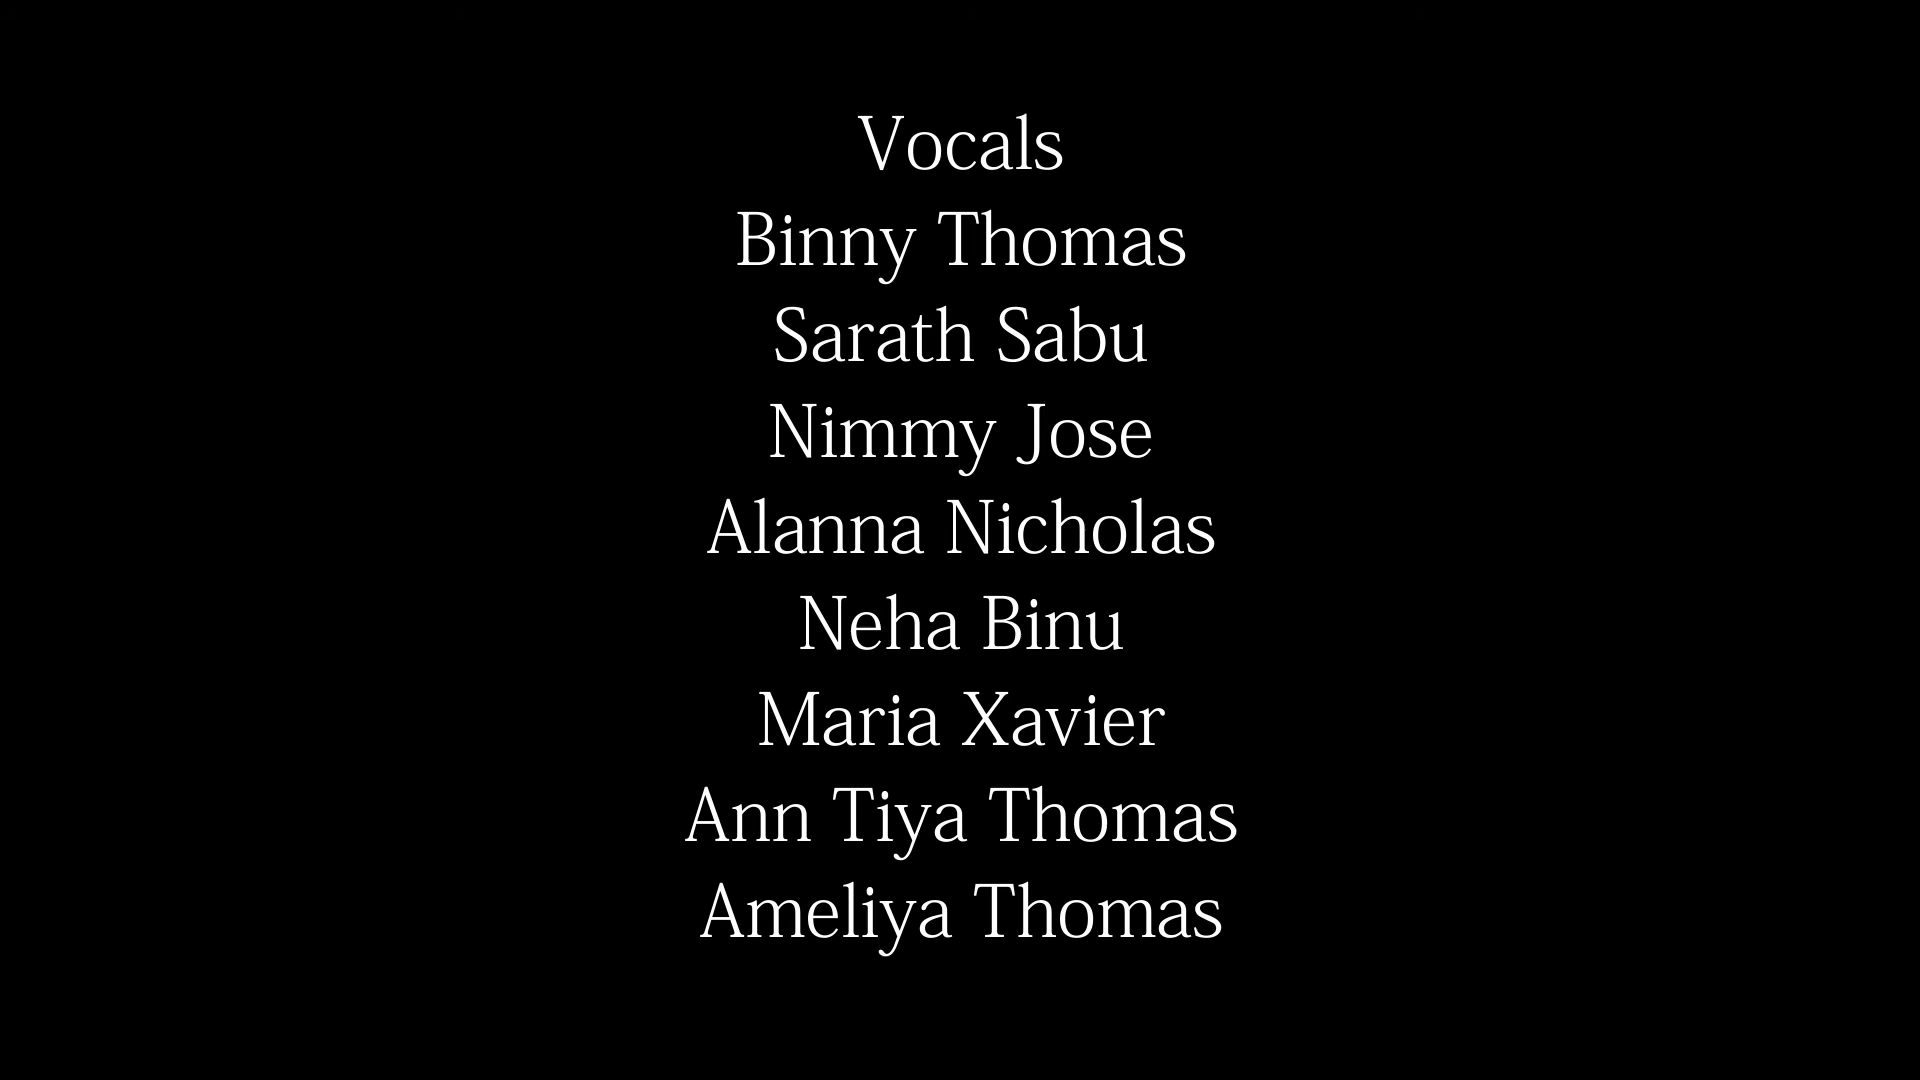 Vocals
Binny Thomas
Sarath Sabu
Nimmy Jose
Alanna Nicholas
Neha Binu
Maria Xavier
Ann Tiya Thomas
Ameliya Thomas